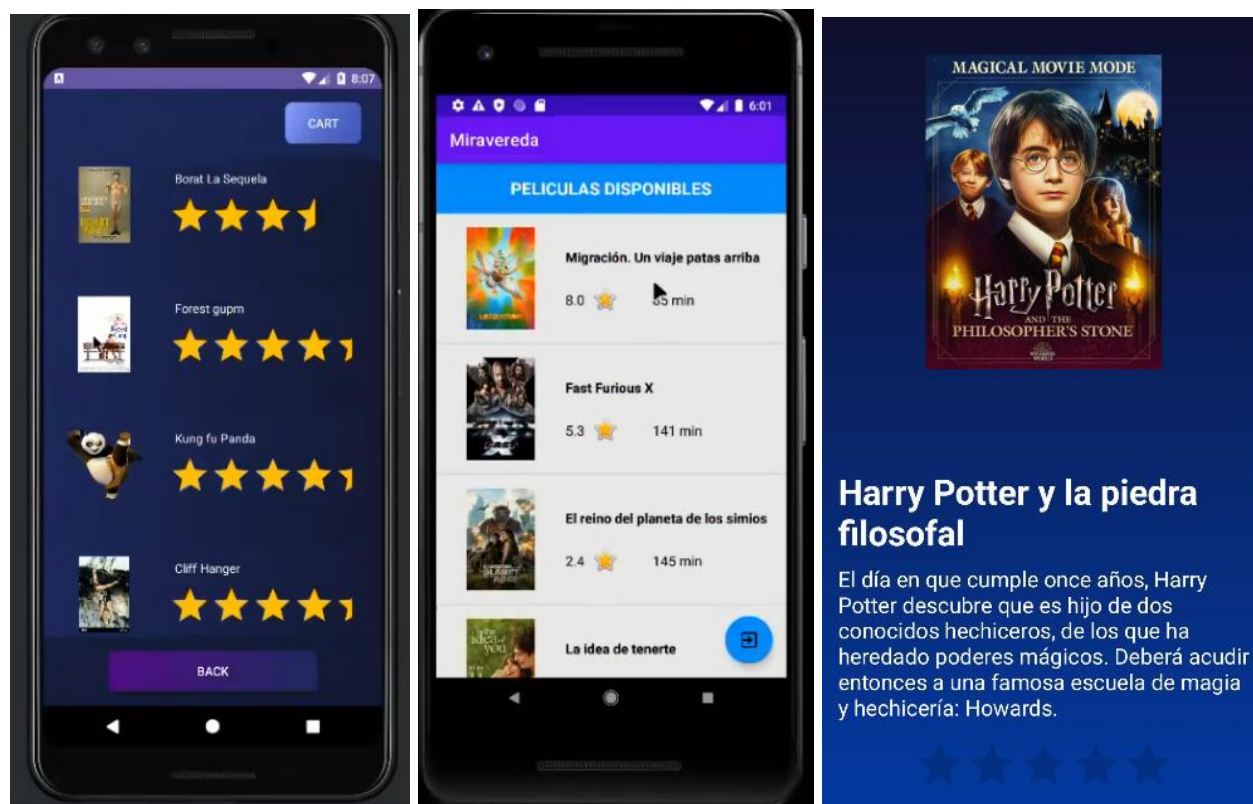 8:07
CART
Borat La Sequela
BORAT
Forest gupm
Kung fu Panda
Cliff Hanger
BACK
6:01
Miravereda
PELICULAS DISPONIBLES
Migración. Un viaje patas arriba
8.0
min
Fast Furious X
5.3
141 min
El reino del planeta de los simios
2.4
145 min
the idea of
you
La idea de tenerte
MAGICAL MOVIE MODE
Harry Potter
AND THE
PHILOSOPHER'S STONE
Harry Potter y la piedra
filosofal
El día en que cumple once años, Harry
Potter descubre que es hijo de dos
conocidos hechiceros, de los que ha
heredado poderes mágicos. Deberá acudir
entonces a una famosa escuela de magia
y hechicería: Howards.